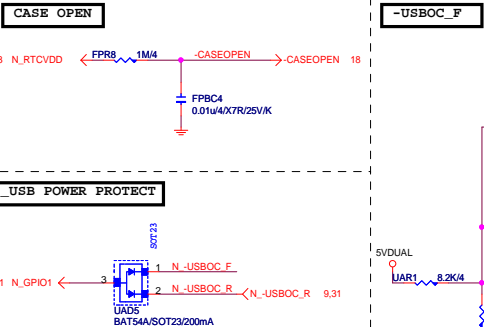 CASE OPEN
-USBOC_F
N_RTCVDD
FPR8
1M/4
-CASEOPEN
-CASEOPEN 18
FPBC4
0.01u/4/X7R/25V/K
_USB POWER PROTECT
SOT23
N_GPIO1
3
1
N_-USBOC_F
2
N_-USBOC_R
N_-USBOC_R 9,31
UAD5
BAT54A/SOT23/200mA
5VDUAL
UAR1
8.2K/4